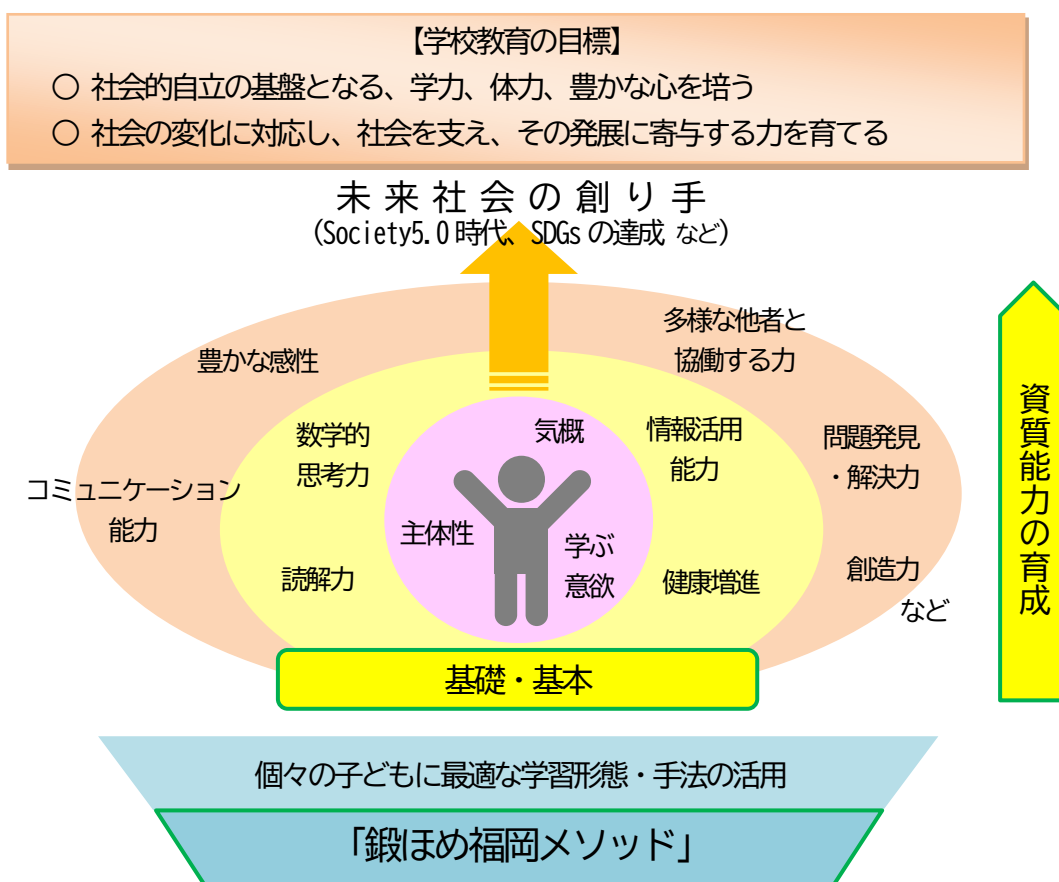 【学校教育の目標】
○ 社会的自立の基盤となる、学力、体力、豊かな心を培う
○ 社会の変化に対応し、社会を支え、その発展に寄与する力を育てる
未来社会の創り手
(Society5.0時代、SDGsの達成 など)
豊かな感性
多様な他者と
協働する力
数学的
思考力
気概
情報活用
能力
問題発見
・解決力
コミュニケーション
能力
主体性
学ぶ
意欲
読解力
健康増進
創造力
など
資質能力の育成
基礎・基本
個々の子どもに最適な学習形態・手法の活用
「鍛ほめ福岡メソッド」